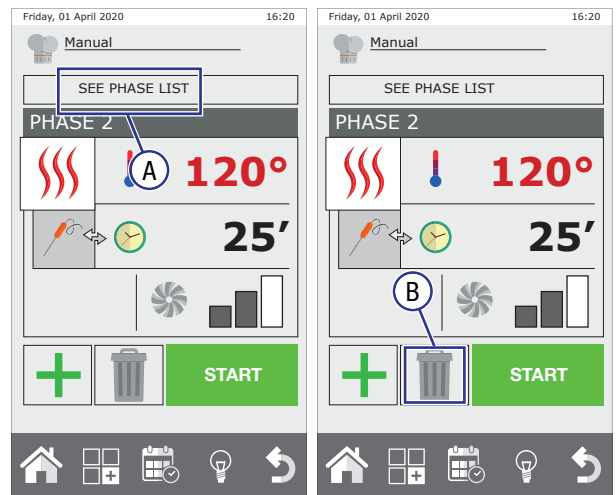 Friday, 01 April 2020 16:20
Manual
SEE PHASE LIST
PHASE 2
A
120°
25’
START
Friday, 01 April 2020 16:20
Manual
SEE PHASE LIST
PHASE 2
120°
25’
B
START